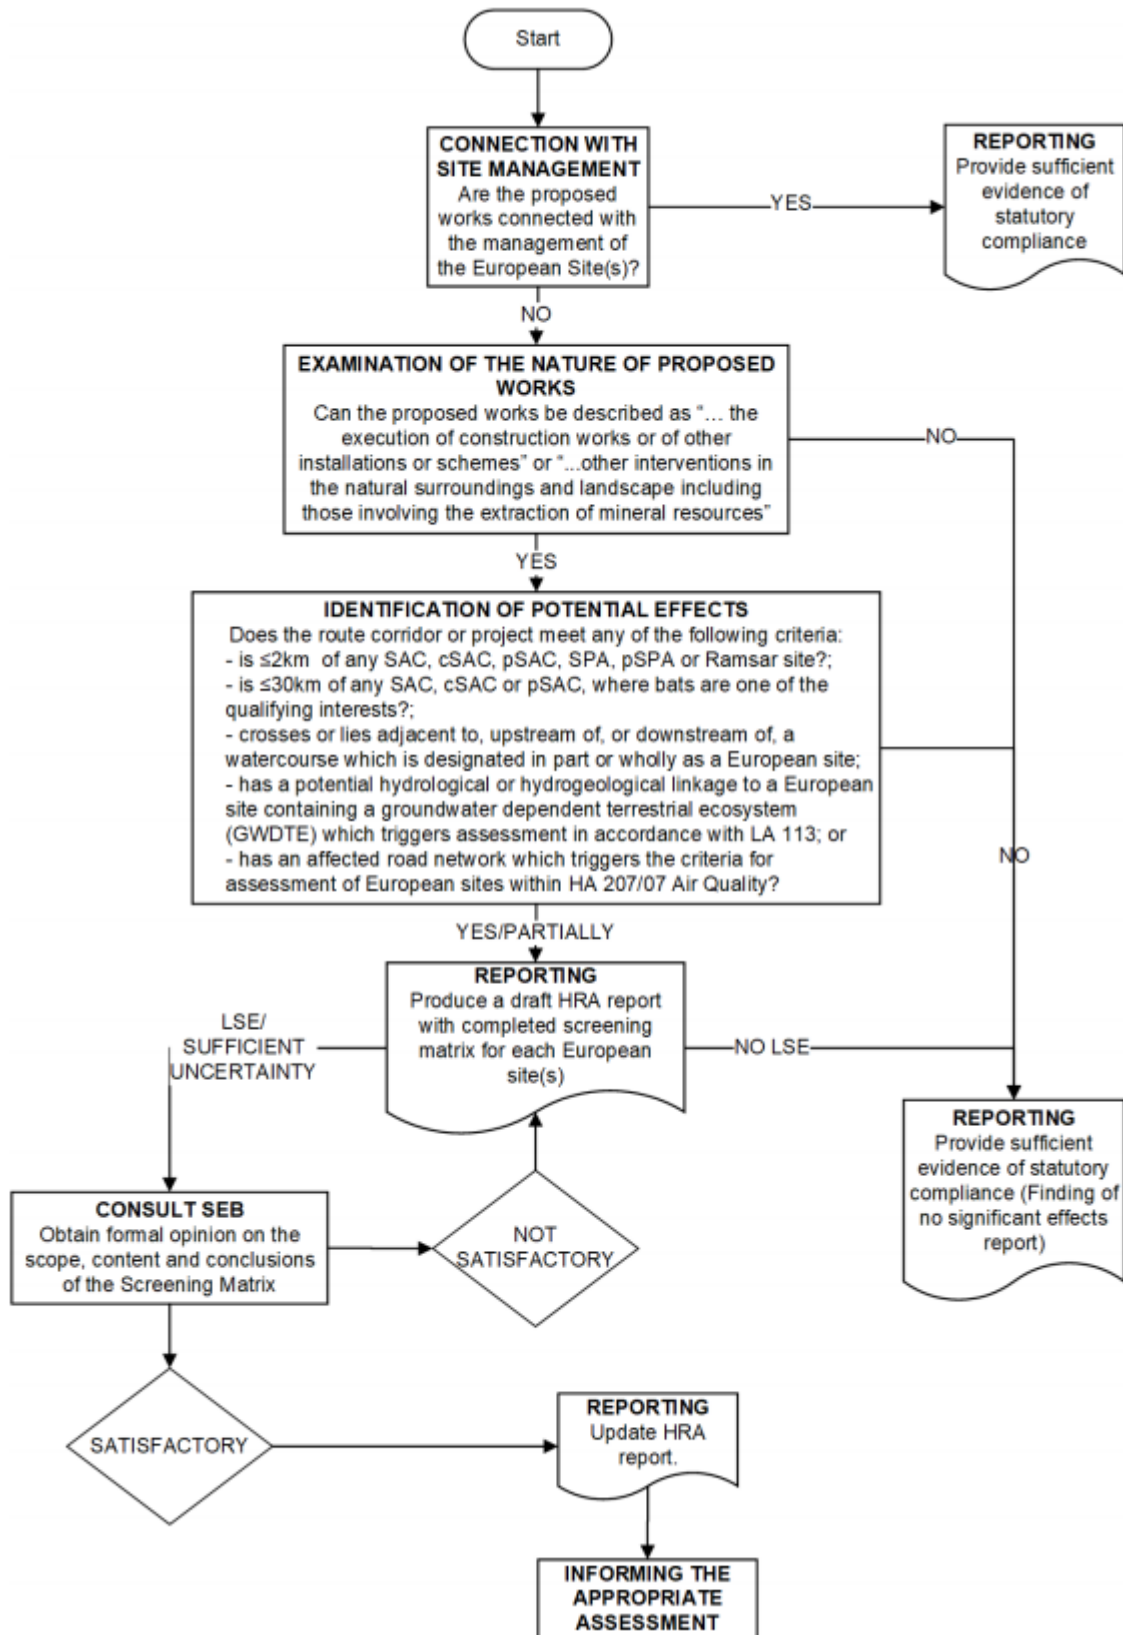 Start
CONNECTION WITH
SITE MANAGEMENT
Are the proposed
works connected with
the management of
the European Site(s)?
YES
REPORTING
Provide sufficient
evidence of
statutory
compliance
NO
EXAMINATION OF THE NATURE OF PROPOSED
WORKS
Can the proposed works be described as “… the
execution of construction works or of other
installations or schemes” or “...other interventions in
the natural surroundings and landscape including
those involving the extraction of mineral resources”
NO
YES
IDENTIFICATION OF POTENTIAL EFFECTS
Does the route corridor or project meet any of the following criteria:
- is ≤2km of any SAC, cSAC, pSAC, SPA, pSPA or Ramsar site?;
- is ≤30km of any SAC, cSAC or pSAC, where bats are one of the
qualifying interests?;
- crosses or lies adjacent to, upstream of, or downstream of, a
watercourse which is designated in part or wholly as a European site;
- has a potential hydrological or hydrogeological linkage to a European
site containing a groundwater dependent terrestrial ecosystem
(GWDTE) which triggers assessment in accordance with LA 113; or
- has an affected road network which triggers the criteria for
assessment of European sites within HA 207/07 Air Quality?
NO
YES/PARTIALLY
REPORTING
Produce a draft HRA report
with completed screening
matrix for each European
site(s)
LSE/
SUFFICIENT
UNCERTAINTY
NO LSE
REPORTING
Provide sufficient
evidence of statutory
compliance (Finding of
no significant effects
report)
CONSULT SEB
Obtain formal opinion on the
scope, content and conclusions
of the Screening Matrix
NOT
SATISFACTORY
SATISFACTORY
REPORTING
Update HRA
report.
INFORMING THE
APPROPRIATE
ASSESSMENT